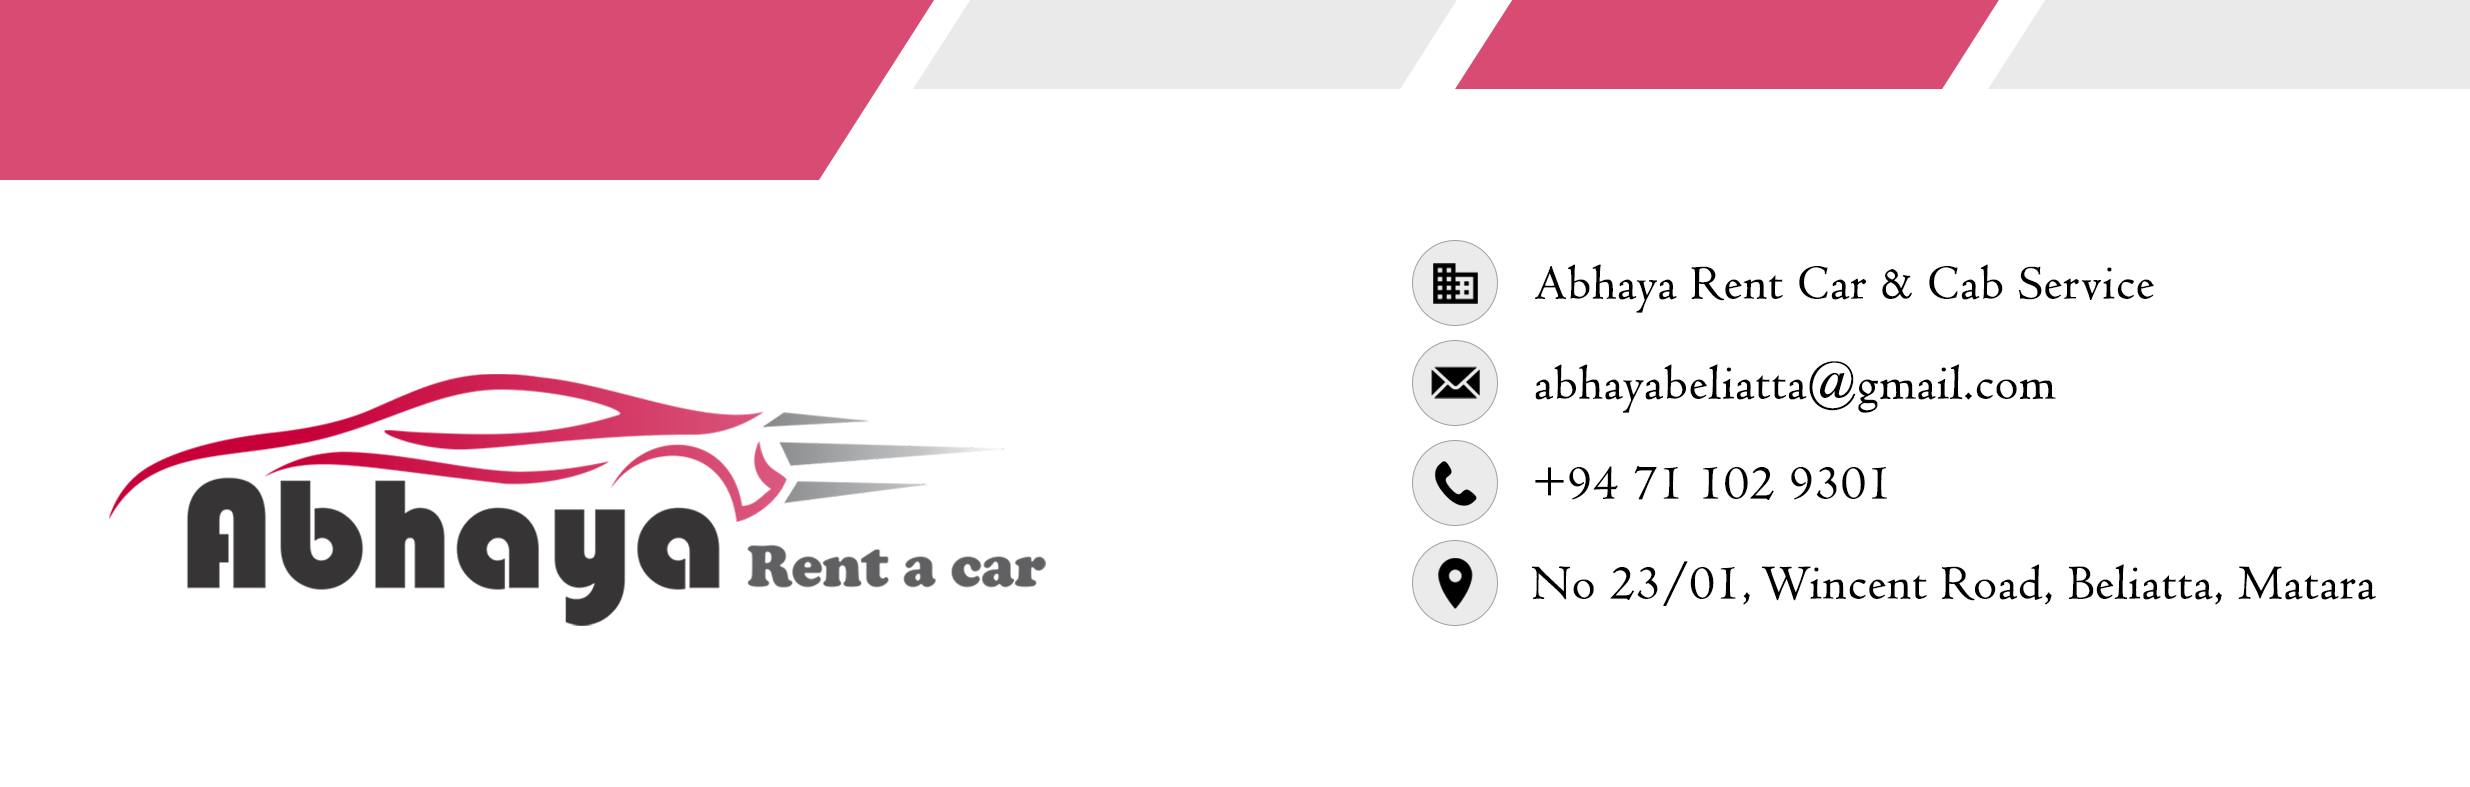 Abhaya Rent a car
Abhaya Rent Car & Cab Service
abhayabeliatta@gmail.com
+94 71 102 9301
No 23/01, Wincent Road, Beliatta, Matara